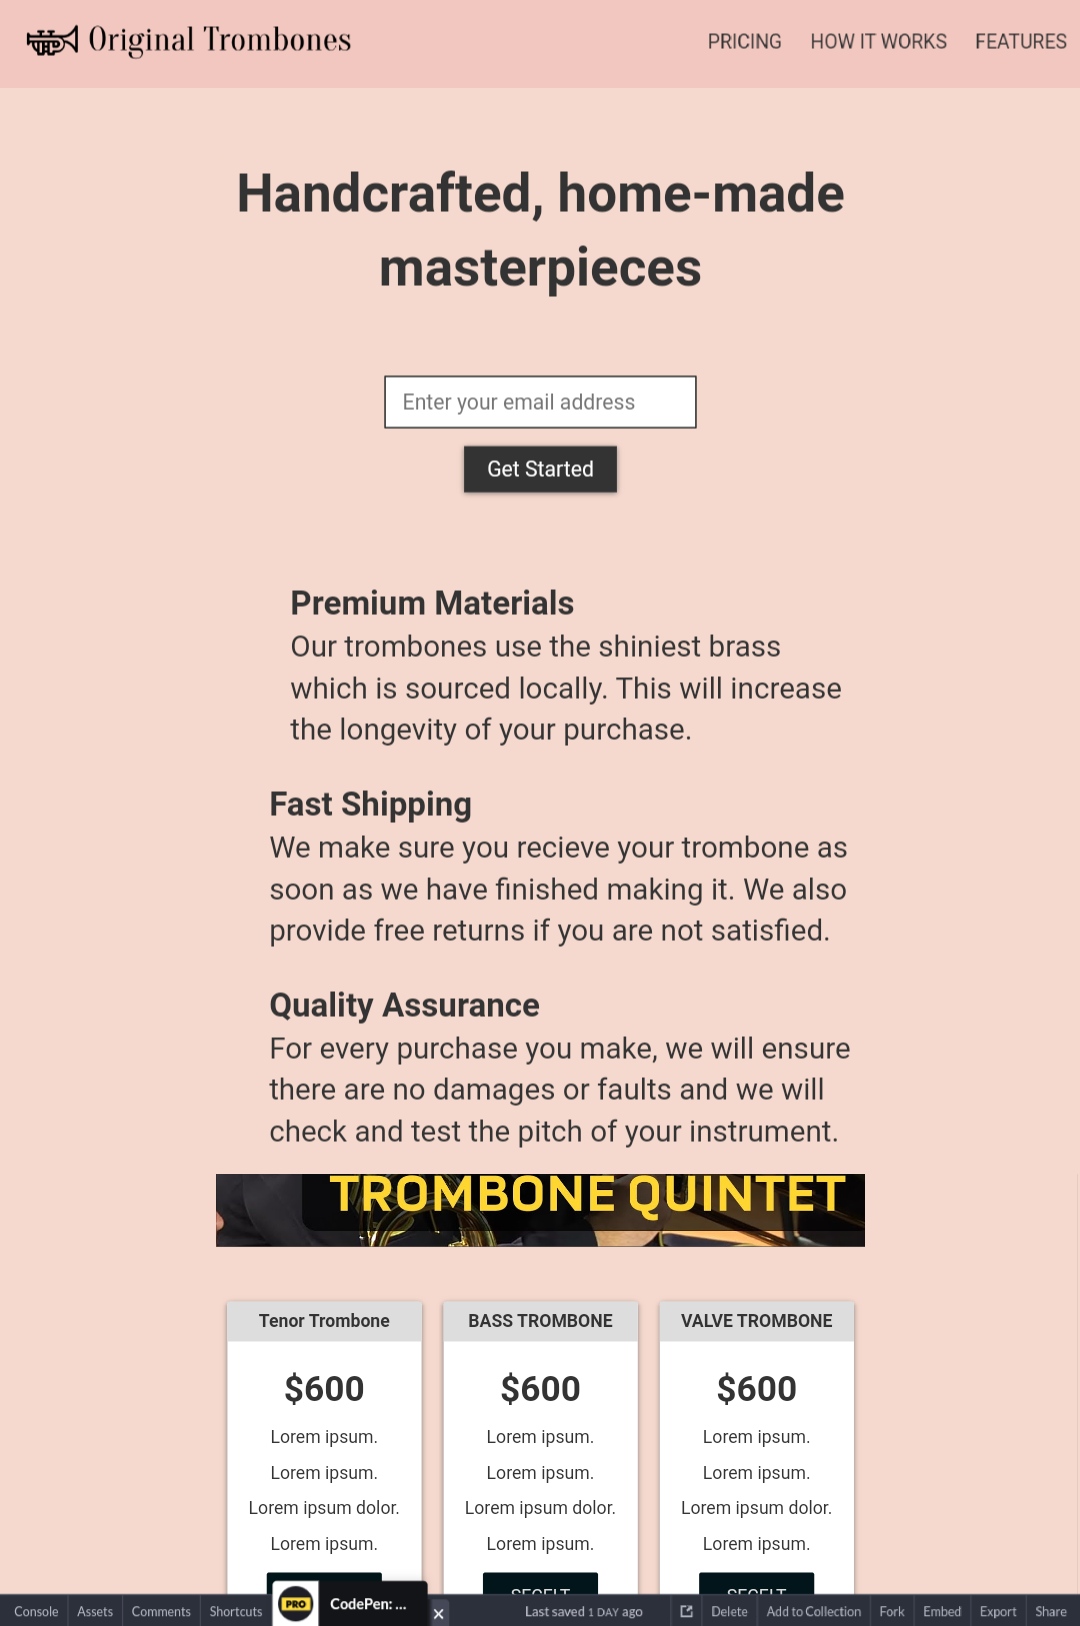 Original Trombones
PRICING HOW IT WORKS FEATURES
Handcrafted, home-made
masterpieces
Enter your email address
Get Started
Premium Materials
Our trombones use the shiniest brass
which is sourced locally. This will increase
the longevity of your purchase.
Fast Shipping
We make sure you recieve your trombone as
soon as we have finished making it. We also
provide free returns if you are not satisfied.
Quality Assurance
For every purchase you make, we will ensure
there are no damages or faults and we will
check and test the pitch of your instrument.
TROMBONE QUINTET
Tenor Trombone BASS TROMBONE VALVE TROMBONE
$600 $600 $600
Lorem ipsum. Lorem ipsum. Lorem ipsum.
Lorem ipsum. Lorem ipsum. Lorem ipsum.
Lorem ipsum dolor. Lorem ipsum dolor. Lorem ipsum dolor.
Lorem ipsum. Lorem ipsum. Lorem ipsum.
Console Assets Comments Shortcuts PRO CodePen: ... × Last saved 1 DAY ago Delete Add to Collection Fork Embed Export Share